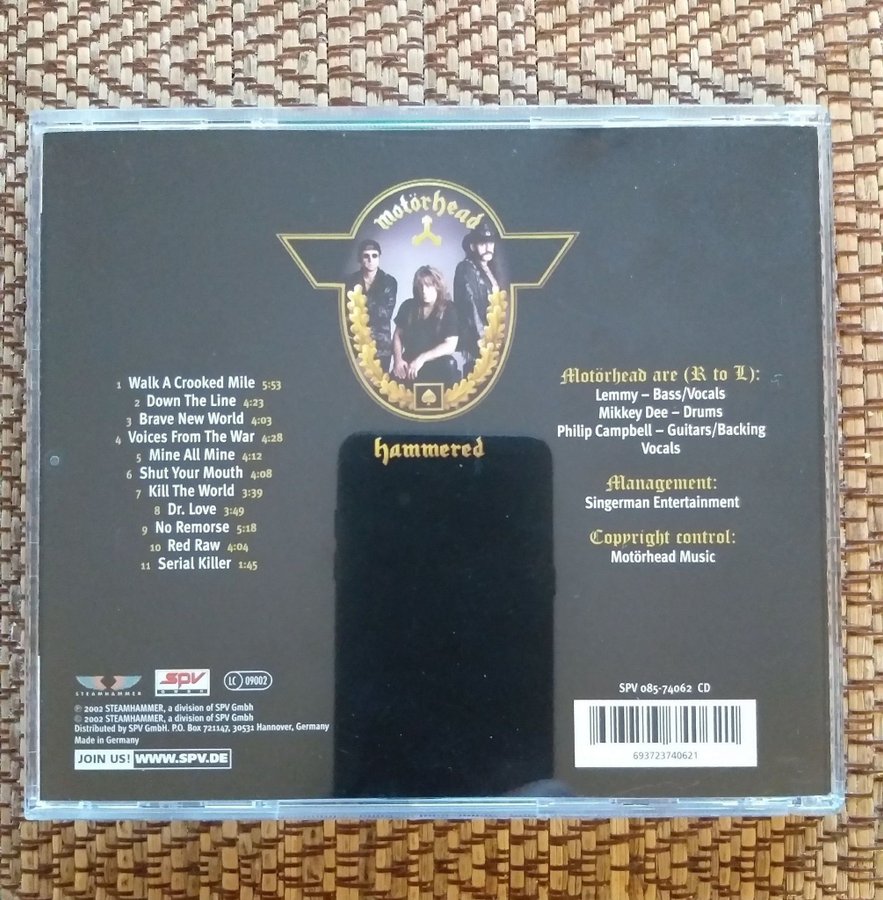 Motörhead
1 Walk A Crooked Mile 5:53
2 Down The Line 4:23
3 Brave New World 4:03
4 Voices From The War 4:28
5 Mine All Mine 4:12
6 Shut Your Mouth 4:08
7 Kill The World 3:39
8 Dr. Love 3:49
9 No Remorse 5:18
10 Red Raw 4:04
11 Serial Killer 1:45
hammered
Motörhead are (R to L):
Lemmy – Bass/Vocals
Mikkey Dee – Drums
Philip Campbell – Guitars/Backing
Vocals
Management:
Singerman Entertainment
Copyright control:
Motörhead Music
STEAMHAMMER
SPV
LC 09002
℗ 2002 STEAMHAMMER, a division of SPV Gmbh
© 2002 STEAMHAMMER, a division of SPV Gmbh
Distributed by SPV GmbH. P.O. Box 721147, 30531 Hannover, Germany
Made in Germany
JOIN US! WWW.SPV.DE
SPV 085-74062 CD
693723740621